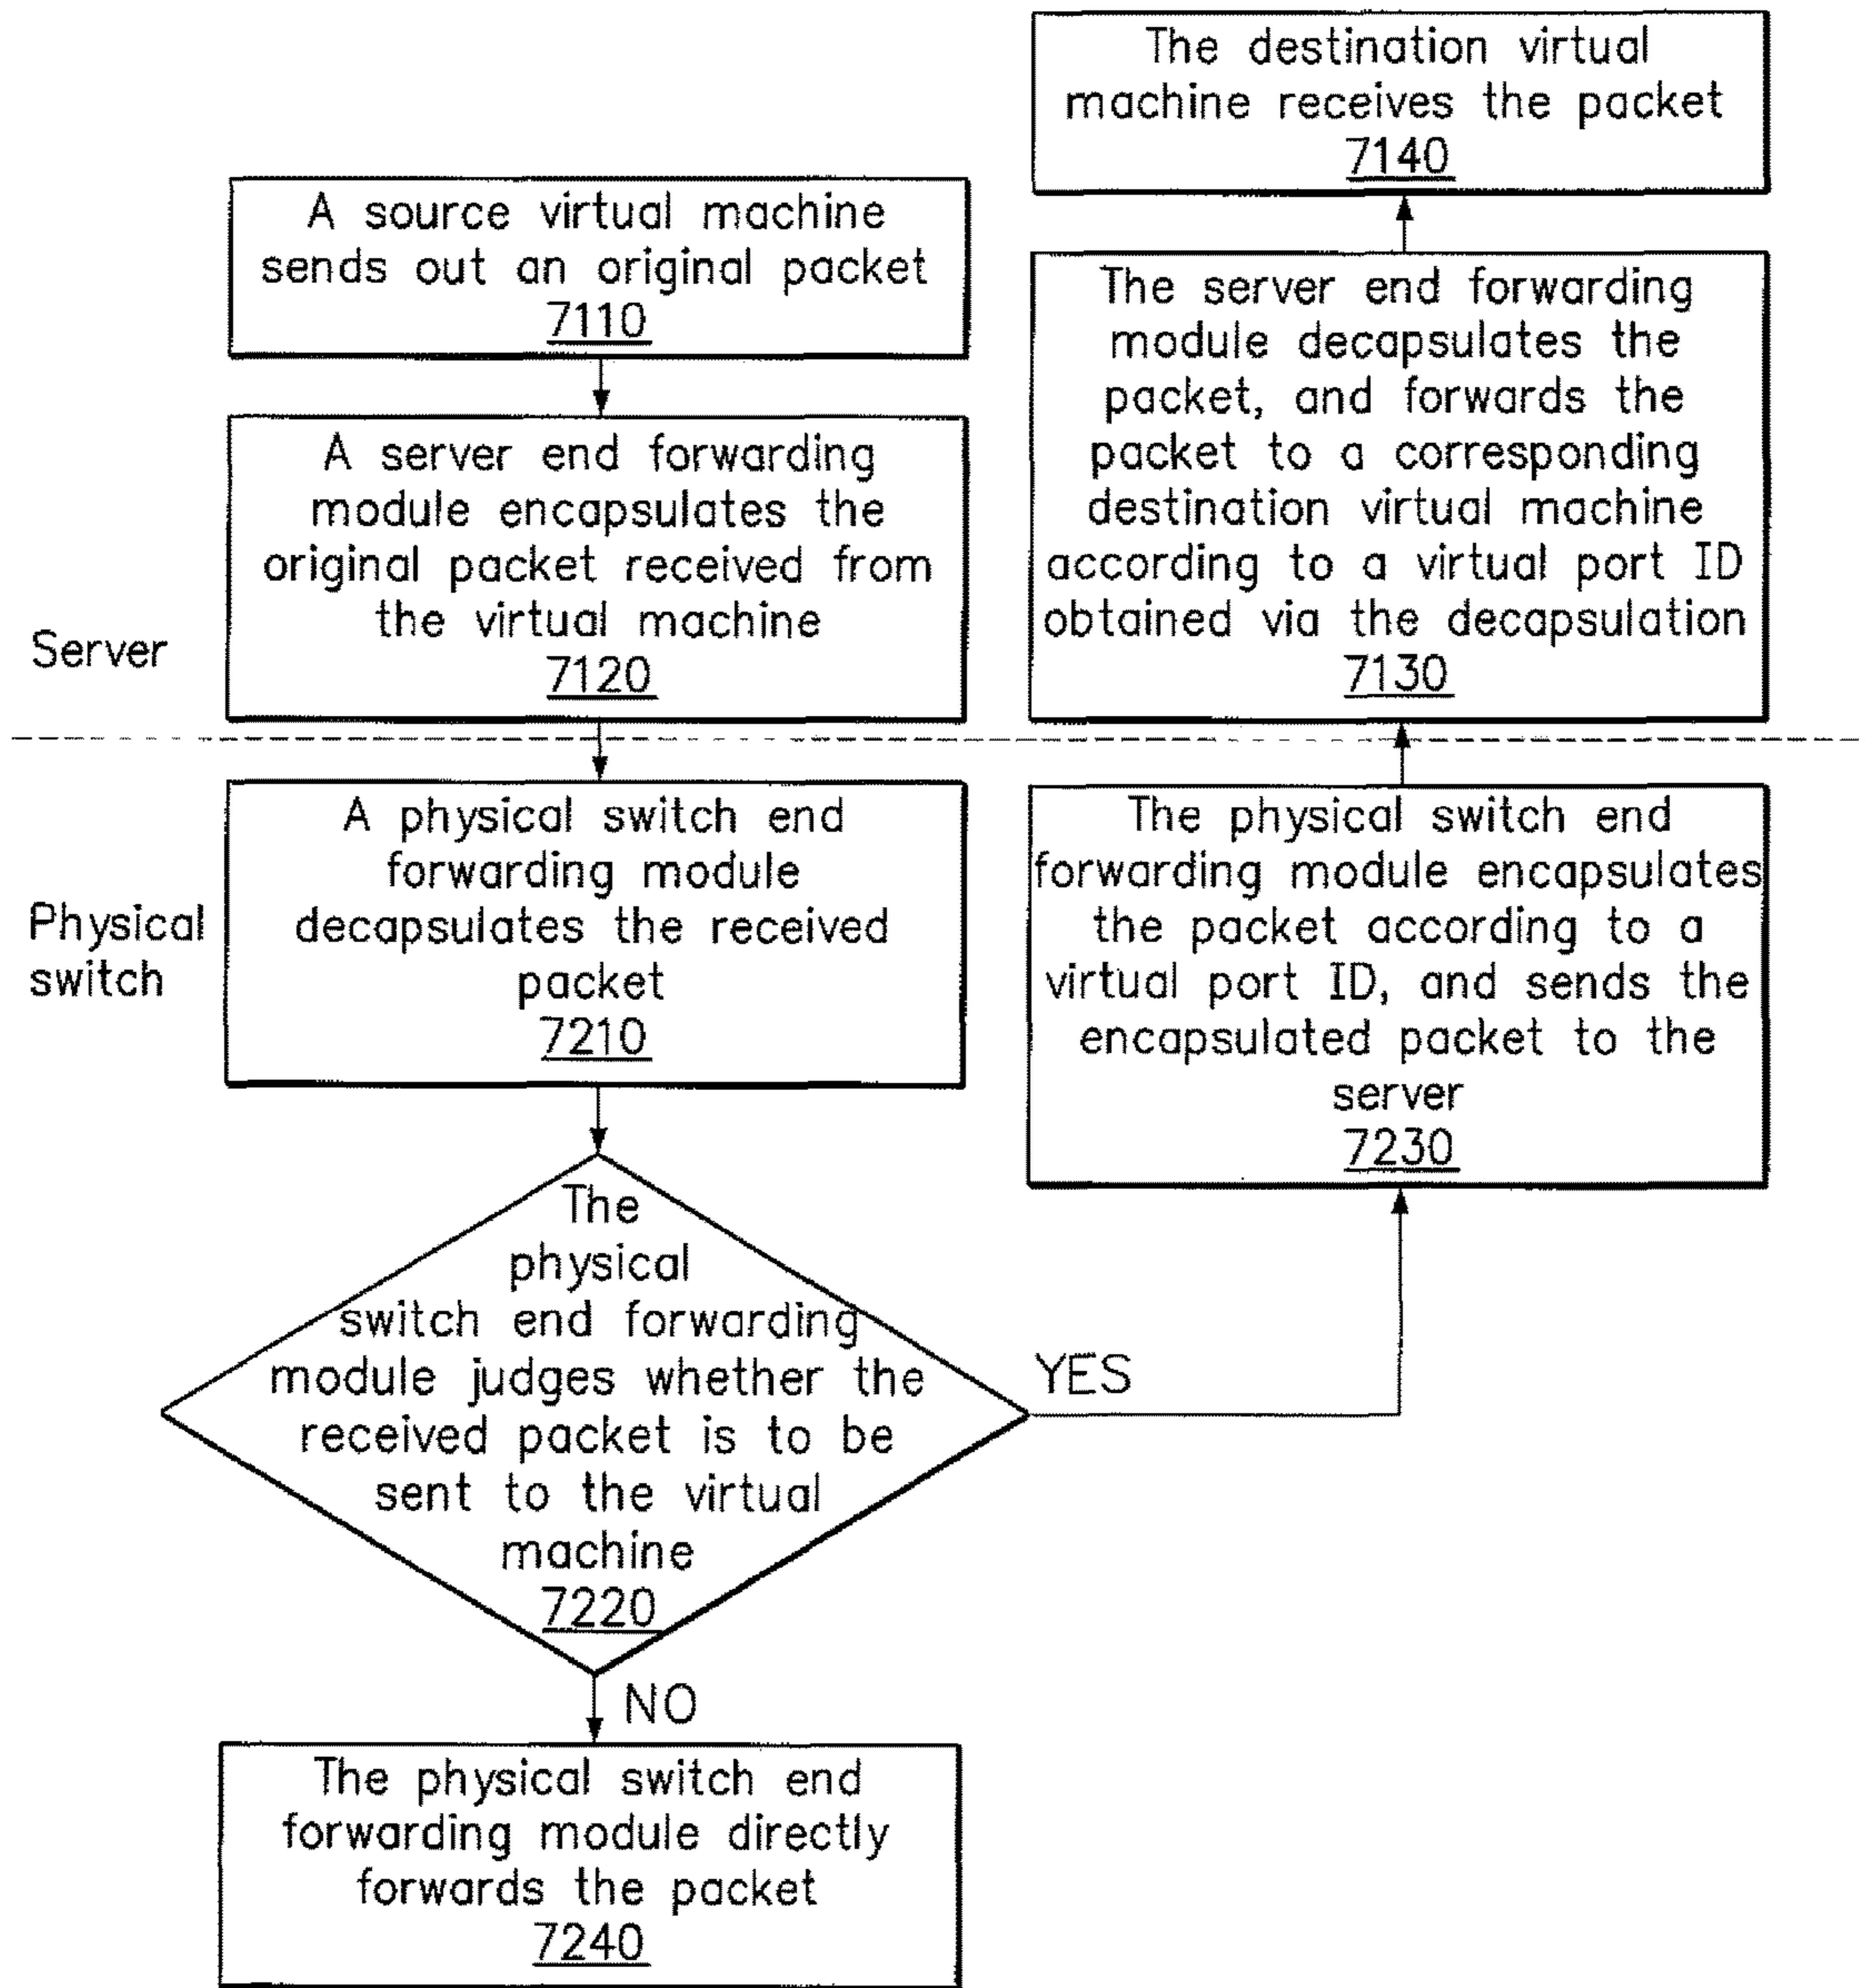 A source virtual machine
sends out an original packet
7110
A server end forwarding
module encapsulates the
original packet received from
the virtual machine
7120
Server
Physical
switch
A physical switch end
forwarding module
decapsulates the received
packet
7210
The
physical
switch end forwarding
module judges whether the
received packet is to be
sent to the virtual
machine
7220
YES
NO
The physical switch end
forwarding module directly
forwards the packet
7240
The physical switch end
forwarding module encapsulates
the packet according to a
virtual port ID, and sends the
encapsulated packet to the
server
7230
The server end forwarding
module decapsulates the
packet, and forwards the
packet to a corresponding
destination virtual machine
according to a virtual port ID
obtained via the decapsulation
7130
The destination virtual
machine receives the packet
7140